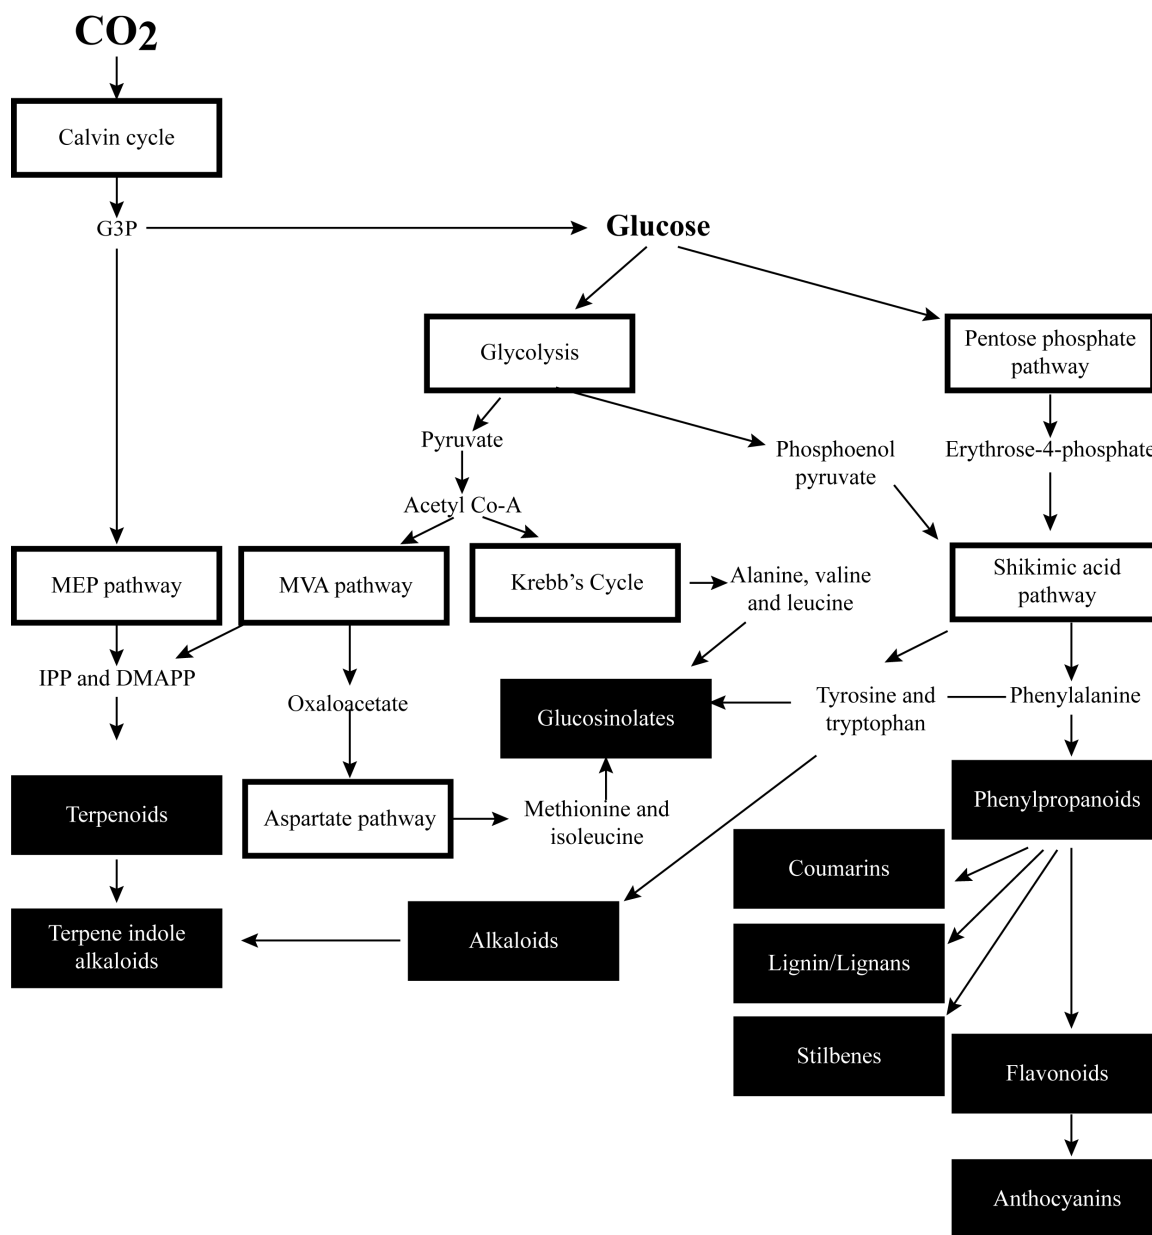 CO2
Calvin cycle
G3P
Glucose
Glycolysis
Pentose phosphate
pathway
Pyruvate
Phosphoenol
pyruvate
Erythrose-4-phosphate
Acetyl Co-A
MEP pathway
MVA pathway
Krebb's Cycle
Alanine, valine
and leucine
Shikimic acid
pathway
IPP and DMAPP
Oxaloacetate
Glucosinolates
Tyrosine and
tryptophan
Phenylalanine
Terpenoids
Aspartate pathway
Methionine and
isoleucine
Phenylpropanoids
Coumarins
Terpene indole
alkaloids
Alkaloids
Lignin/Lignans
Stilbenes
Flavonoids
Anthocyanins